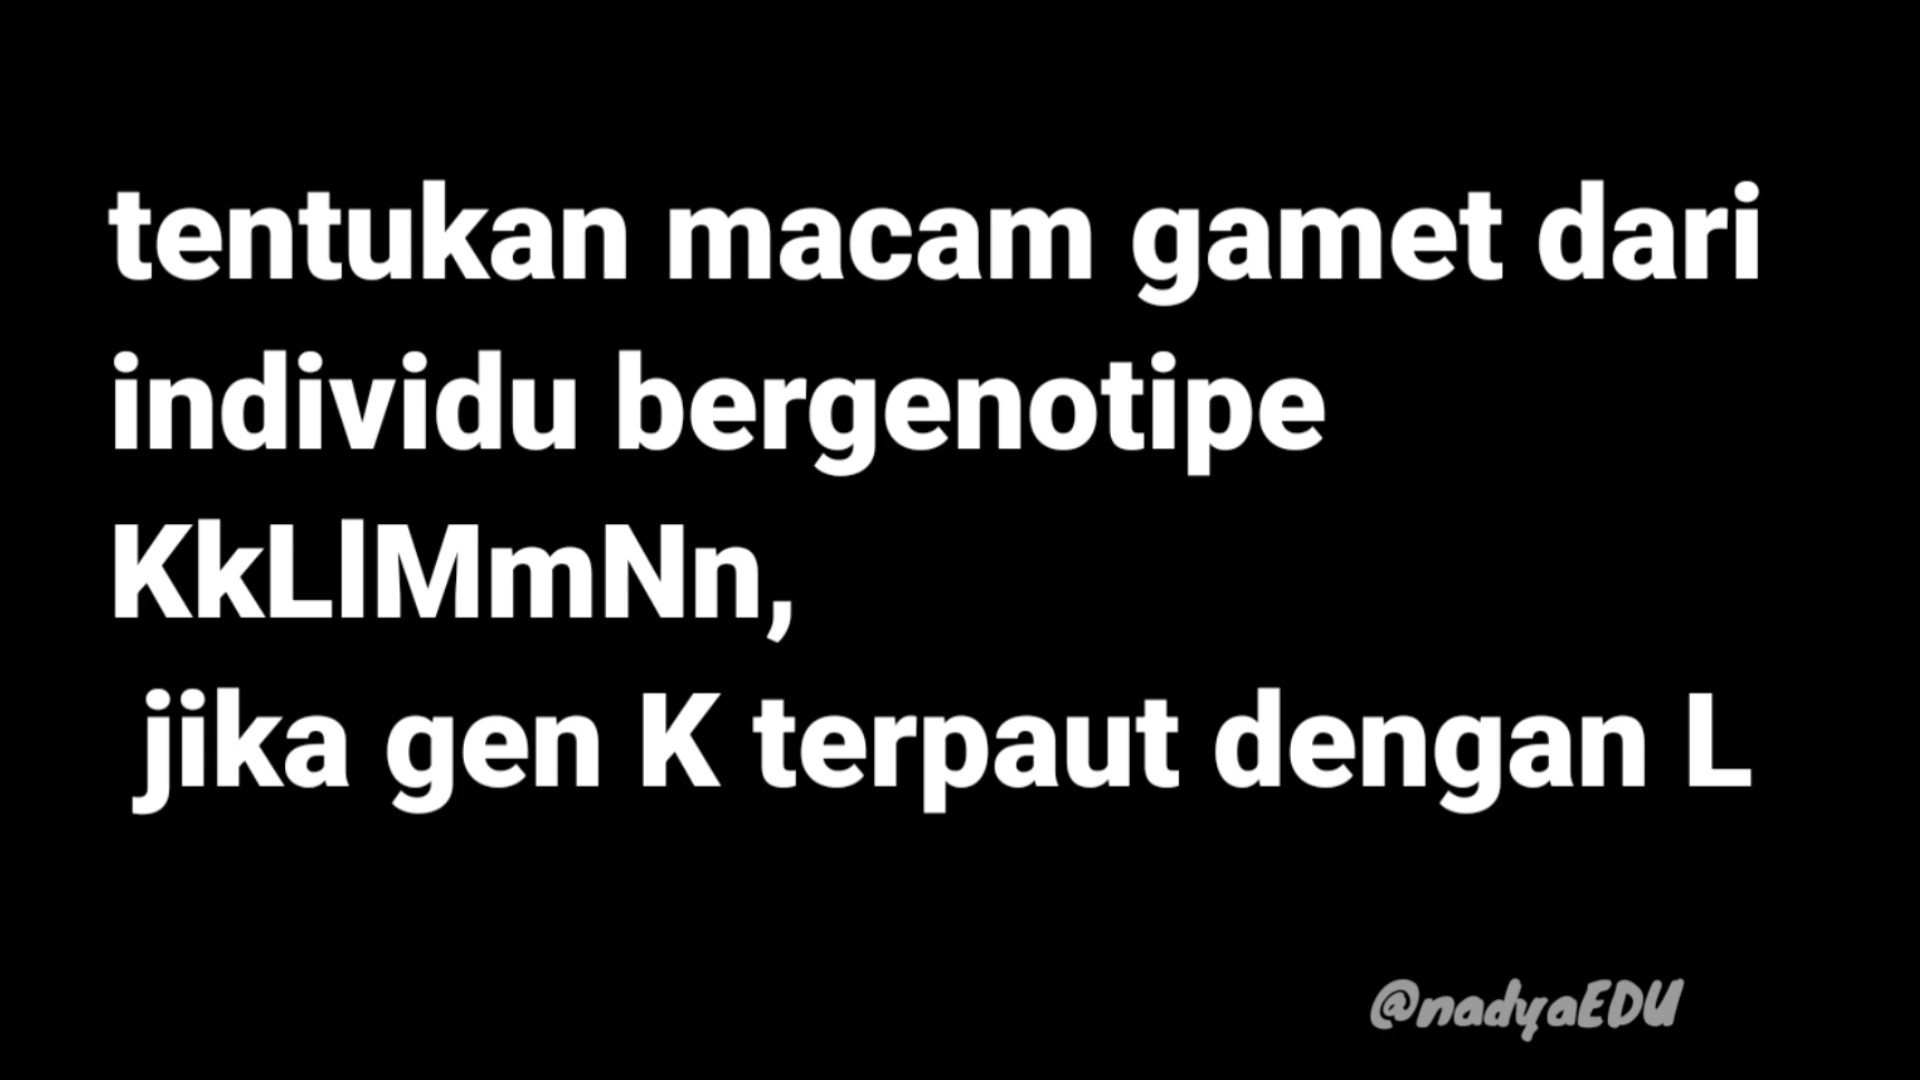 tentukan macam gamet dari
individu bergenotipe
KkLlMmNn,
jika gen K terpaut dengan L
@nadyaEDU